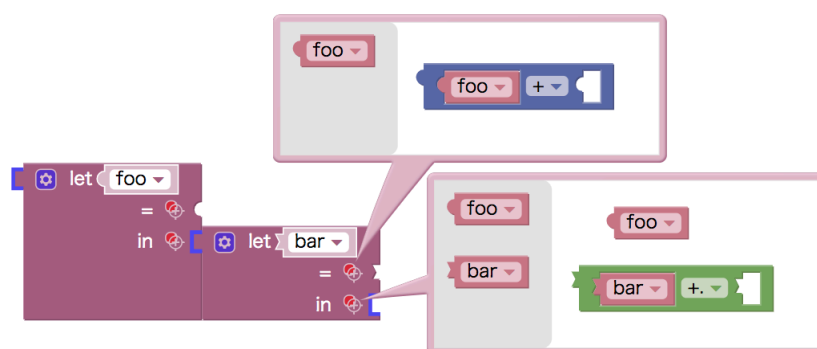 foo
foo +
let foo
=
in
let bar
=
in
foo
foo
bar
bar +.